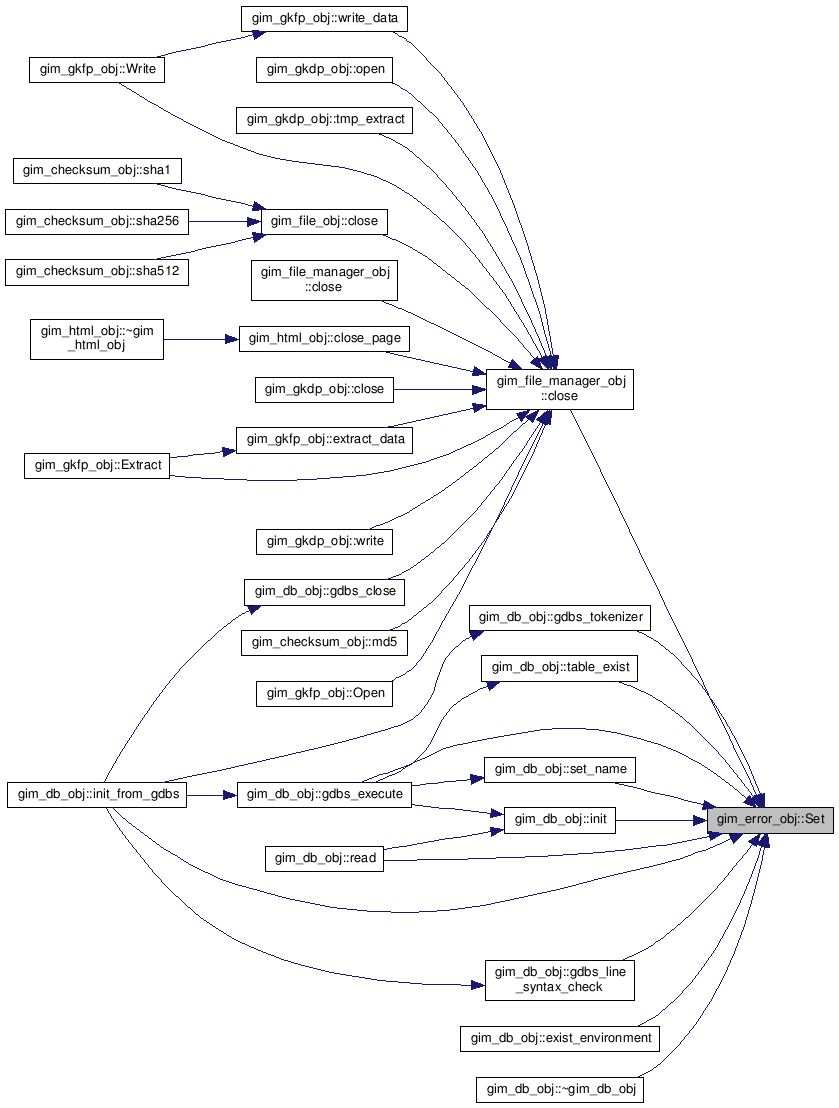 gim_gkfp_obj::write_data
gim_gkfp_obj::Write
gim_gkdp_obj::open
gim_gkdp_obj::tmp_extract
gim_checksum_obj::sha1
gim_checksum_obj::sha256
gim_file_obj::close
gim_checksum_obj::sha512
gim_file_manager_obj
::close
gim_html_obj::~gim
_html_obj
gim_html_obj::close_page
gim_file_manager_obj
::close
gim_gkdp_obj::close
gim_gkfp_obj::extract_data
gim_gkfp_obj::Extract
gim_gkdp_obj::write
gim_db_obj::gdbs_close
gim_db_obj::gdbs_tokenizer
gim_checksum_obj::md5
gim_db_obj::table_exist
gim_gkfp_obj::Open
gim_db_obj::set_name
gim_db_obj::init_from_gdbs
gim_db_obj::gdbs_execute
gim_db_obj::init
gim_error_obj::Set
gim_db_obj::read
gim_db_obj::gdbs_line
_syntax_check
gim_db_obj::exist_environment
gim_db_obj::~gim_db_obj